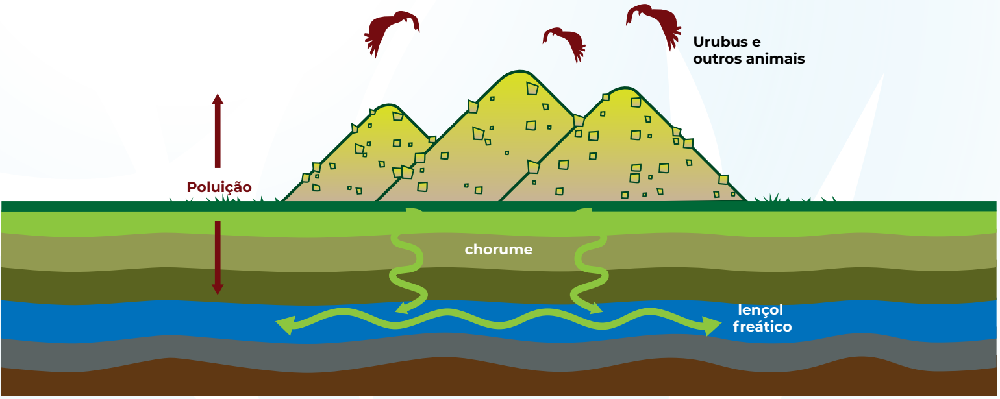 Urubus e
outros animais
Poluição
chorume
lençol
freático